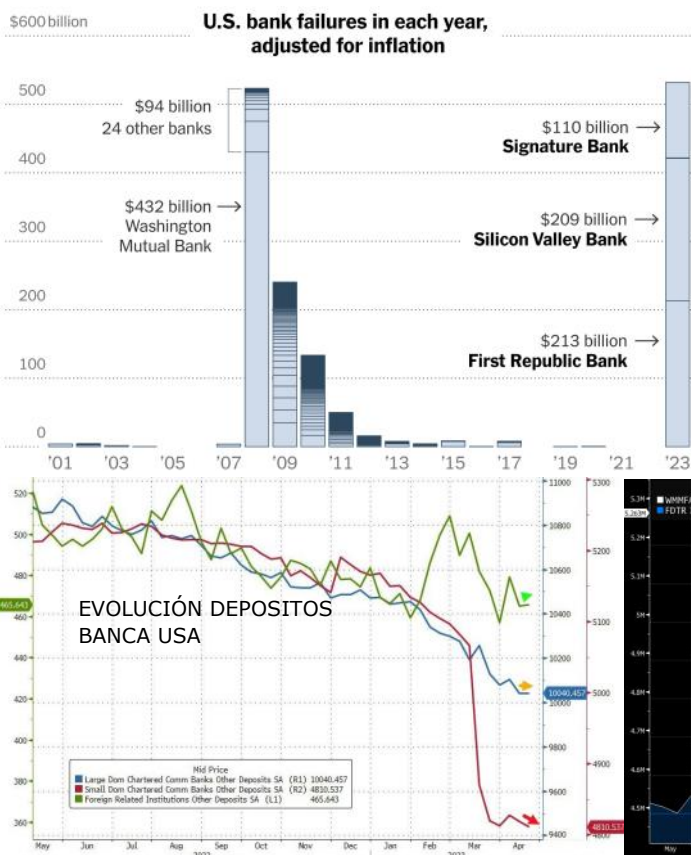 U.S. bank failures in each year,
adjusted for inflation
$600 billion
500
400
300
200
100
0
$94 billion
24 other banks
$432 billion
Washington
Mutual Bank
$110 billion
Signature Bank
$209 billion
Silicon Valley Bank
$213 billion
First Republic Bank
'01 '03 '05 '07 '09 '11 '13 '15 '17 '19 '21 '23
EVOLUCIÓN DEPOSITOS
BANCA USA
520
500
480
465.643
460
440
420
400
380
360
Mid Price
Large Dom Chartered Comm Banks Other Deposits SA (R1) 10040.457
Small Dom Chartered Comm Banks Other Deposits SA (R2) 4810.537
Foreign Related Institutions Other Deposits SA (L1) 465.643
11000
10800
10600
10400
10200
10040.457
10000
9800
9600
9400
5300
5200
5100
5000
4900
4810.537
4800
May Jun Jul Aug Sep Oct Nov Dec Jan Feb Mar Apr
5.3M
5.2M
5.1M
4.9M
4.8M
4.7M
4.6M
4.5M
May